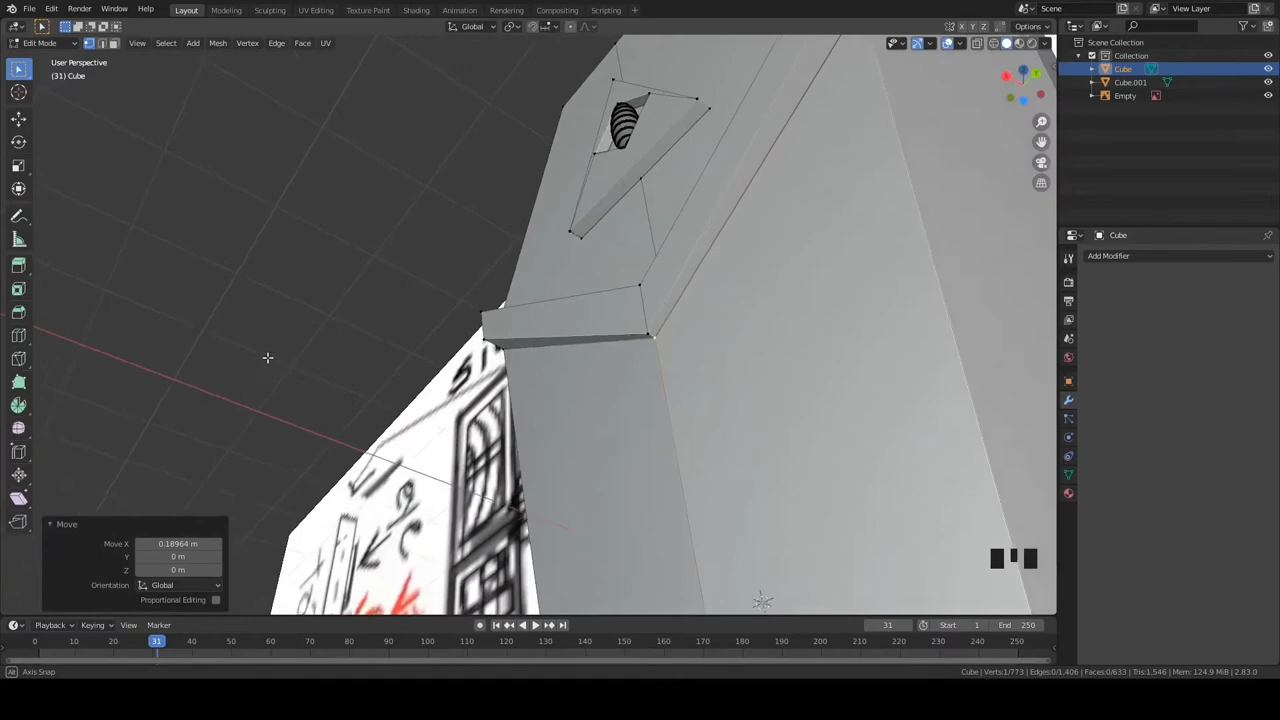 File Edit Render Window Help Layout Modeling Sculpting UV Editing Texture Paint Shading Animation Rendering Compositing Scripting + Scene View Layer
Global X Y Z Options
Edit Mode View Select Add Mesh Vertex Edge Face UV
User Perspective
(31) Cube
Scene Collection
Collection
Cube
Cube.001
Empty
Cube
Add Modifier
Move
Move X 0.18964 m
Y 0 m
Z 0 m
Orientation Global
Proportional Editing
Playback Keying View Marker 31 Start 1 End 250
0 10 20 31 40 50 60 70 80 90 100 110 120 130 140 150 160 170 180 190 200 210 220 230 240 250
Alt Axis Snap Cube | Verts:1/773 | Edges:0/1,406 | Faces:0/633 | Tris:1,546 | Mem: 124.9 MiB | 2.83.0